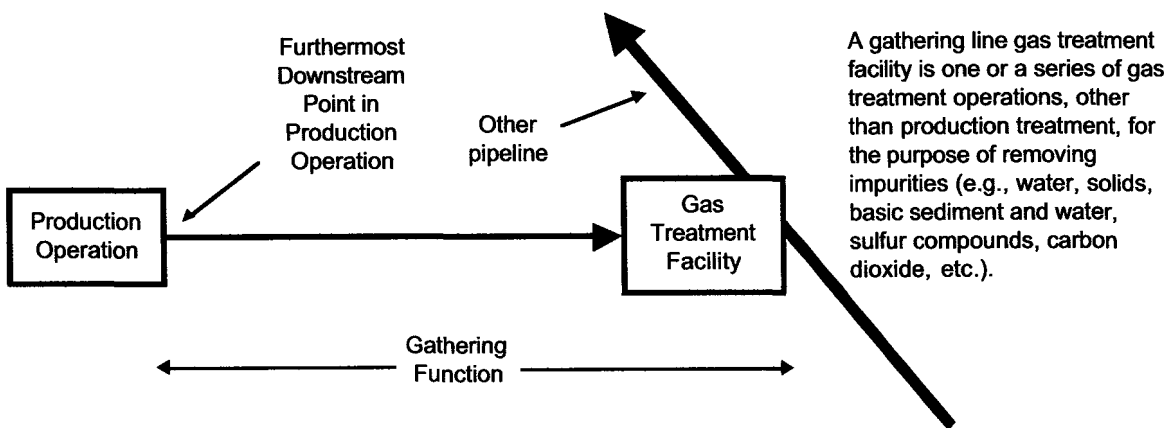 Furthermost
Downstream
Point in
Production
Operation
Other
pipeline
A gathering line gas treatment
facility is one or a series of gas
treatment operations, other
than production treatment, for
the purpose of removing
impurities (e.g., water, solids,
basic sediment and water,
sulfur compounds, carbon
dioxide, etc.).
Production
Operation
Gas
Treatment
Facility
Gathering
Function